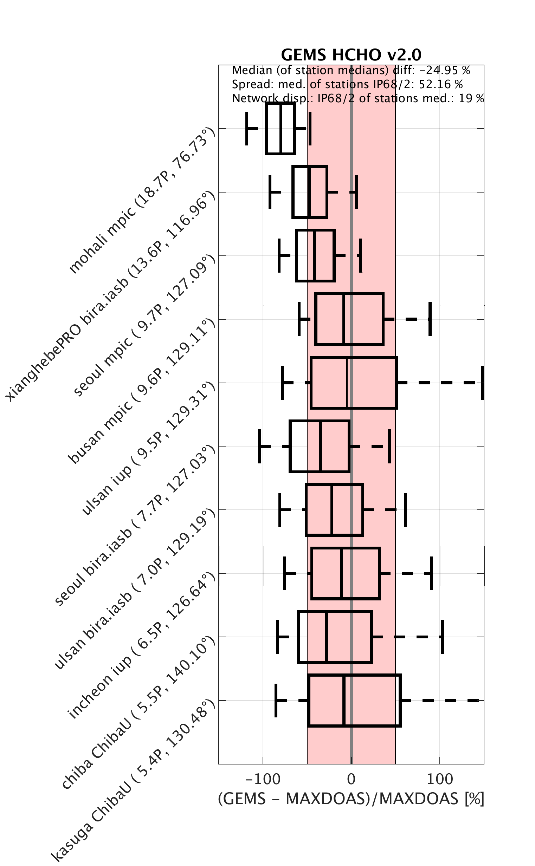 GEMS HCHO v2.0
Median (of station medians) diff: -24.95 %
Spread: med. of stations IP68/2: 52.16 %
Network disp.: IP68/2 of stations med.: 19 %
mohali mpic (18.7P, 76.73°)
xianghebePRO bira.iasb (13.6P, 116.96°)
seoul mpic ( 9.7P, 127.09°)
busan mpic ( 9.6P, 129.11°)
ulsan iup ( 9.5P, 129.31°)
seoul bira.iasb ( 7.7P, 127.03°)
ulsan bira.iasb ( 7.0P, 129.19°)
incheon iup ( 6.5P, 126.64°)
chiba ChibaU ( 5.5P, 140.10°)
kasuga ChibaU ( 5.4P, 130.48°)
-100 0 100
(GEMS - MAXDOAS)/MAXDOAS [%]